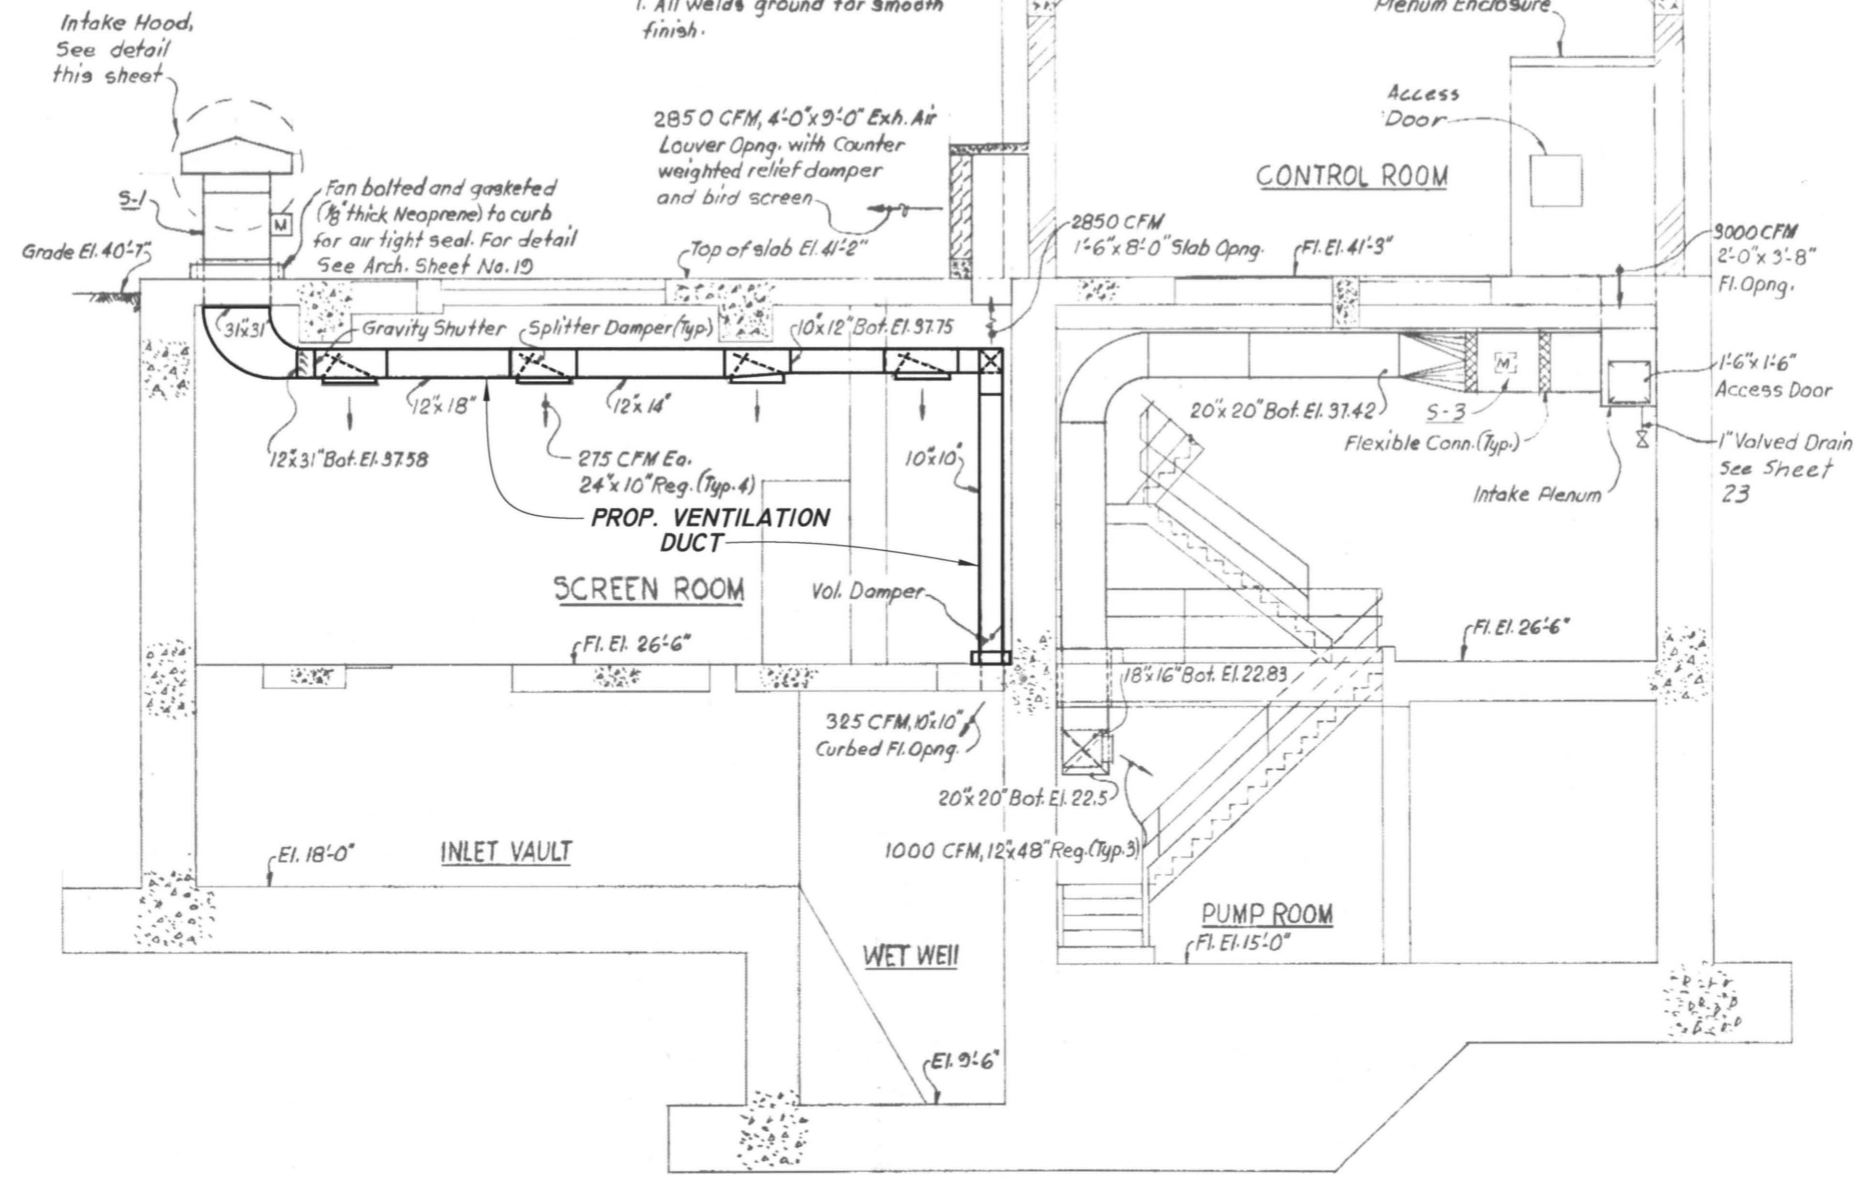 Intake Hood,
See detail
this sheet
1. All welds ground for smooth
finish.
Plenum Enclosure
2850 CFM, 4'-0"x9'-0" Exh. Air
Louver Opng. with Counter
weighted relief damper
and bird screen
Access
Door
CONTROL ROOM
S-1
M
Fan bolted and gasketed
(1/8" thick Neoprene) to curb
for air tight seal. For detail
See Arch. Sheet No. 19
Grade El. 40'-7"
Top of slab El. 41'-2"
2850 CFM
1'-6"x8'-0" Slab Opng.
Fl. El. 41'-3"
3000 CFM
2'-0"x3'-8"
Fl. Opng.
31"x31"
Gravity Shutter
Splitter Damper (Typ.)
10"x12" Bot. El. 37.75
12"x18"
12"x14"
M
1'-6"x1'-6"
Access Door
20"x20" Bot. El. 37.42
S-3
Flexible Conn. (Typ.)
1" Valved Drain
See Sheet
23
Intake Plenum
12"x31" Bot. El. 37.58
275 CFM Ea.
24"x10" Reg. (Typ. 4)
10"x10"
PROP. VENTILATION
DUCT
SCREEN ROOM
Vol. Damper
Fl. El. 26'-6"
Fl. El. 26'-6"
18"x16" Bot. El. 22.83
325 CFM, 10"x10"
Curbed Fl. Opng.
20"x20" Bot. El. 22.5
1000 CFM, 12"x48" Reg. (Typ. 3)
El. 18'-0"
INLET VAULT
PUMP ROOM
Fl. El. 15'-0"
WET WELL
El. 9'-6"